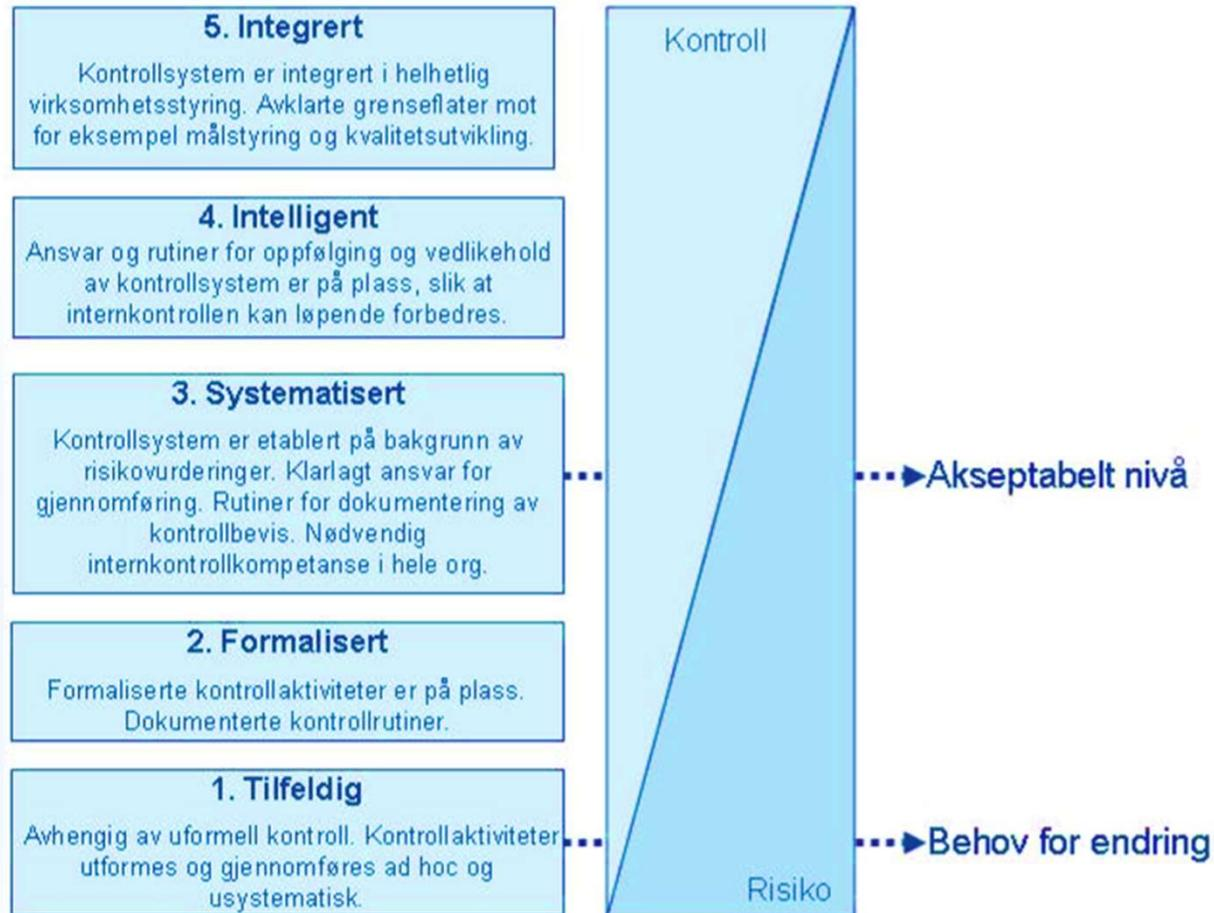 5. Integrert
Kontrollsystem er integrert i helhetlig
virksomhetsstyring. Avklarte grenseflater mot
for eksempel målstyring og kvalitetsutvikling.
4. Intelligent
Ansvar og rutiner for oppfølging og vedlikehold
av kontrollsystem er på plass, slik at
internkontrollen kan løpende forbedres.
3. Systematisert
Kontrollsystem er etablert på bakgrunn av
risikovurderinger. Klarlagt ansvar for
gjennomføring. Rutiner for dokumentering av
kontrollbevis. Nødvendig
internkontrollkompetanse i hele org.
2. Formalisert
Formaliserte kontrollaktiviteter er på plass.
Dokumenterte kontrollrutiner.
1. Tilfeldig
Avhengig av uformell kontroll. Kontrollaktiviteter
utformes og gjennomføres ad hoc og
usystematisk.
Kontroll
Risiko
Akseptabelt nivå
Behov for endring